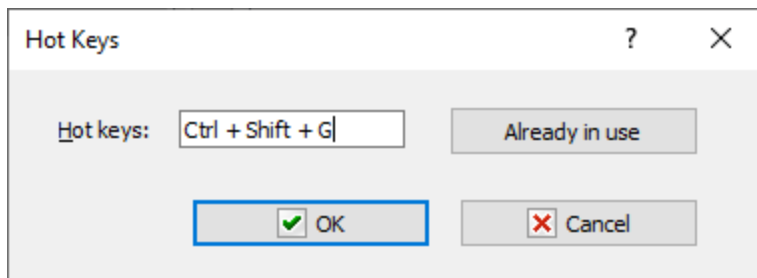 Hot Keys ?
Hot keys: Ctrl + Shift + G Already in use
OK Cancel